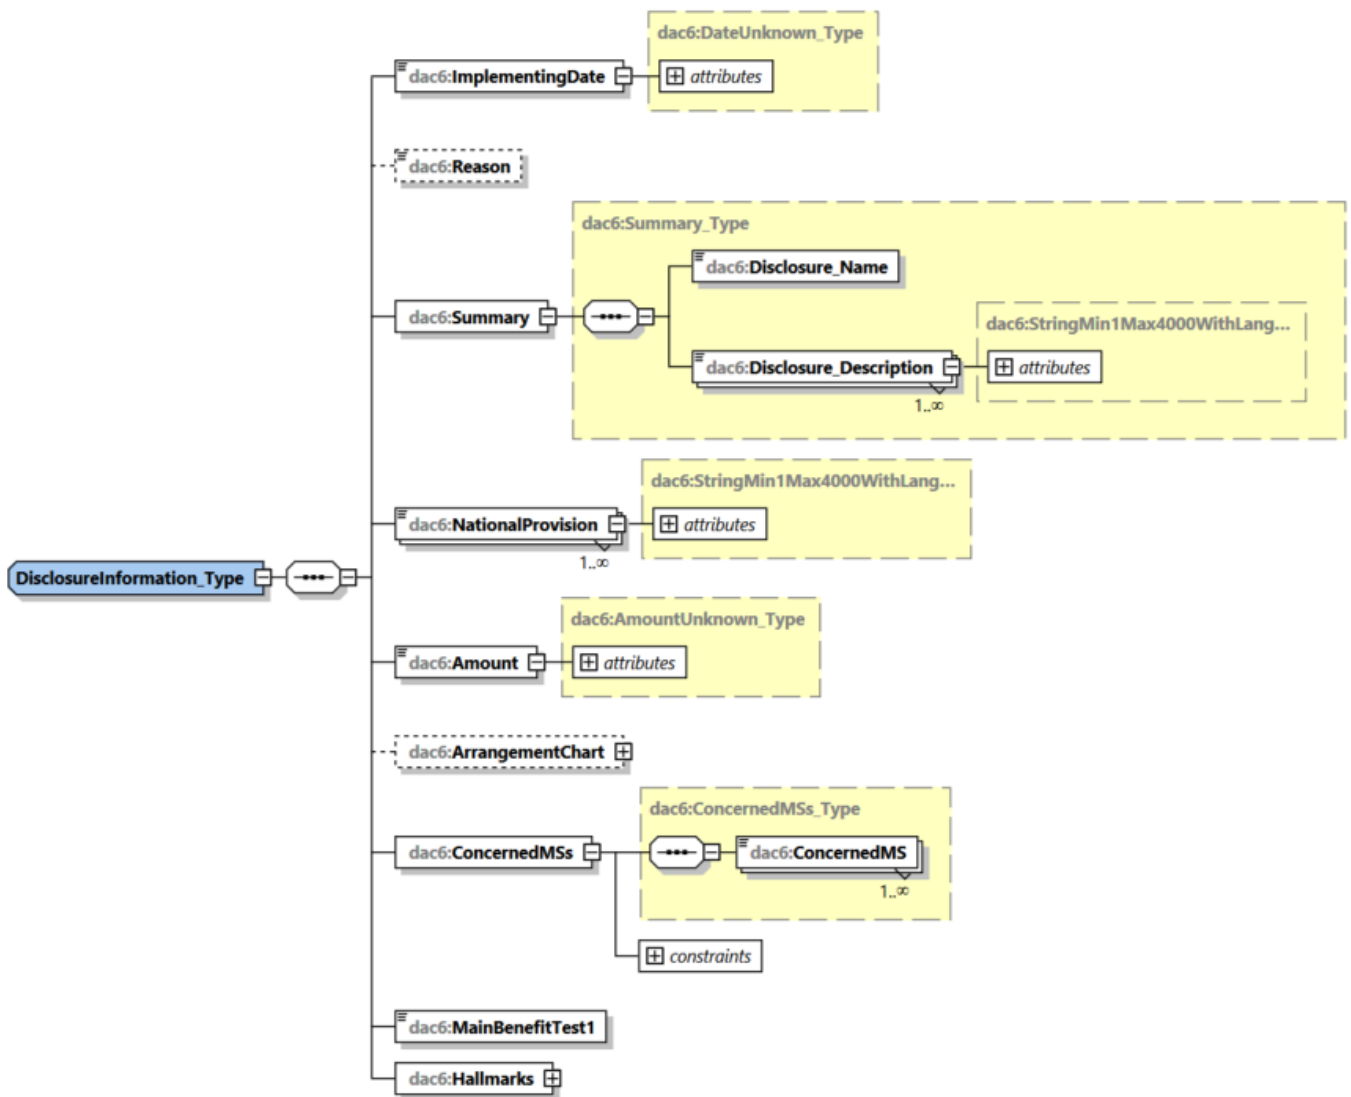 dac6:DateUnknown_Type
dac6:ImplementingDate
attributes
dac6:Reason
dac6:Summary_Type
dac6:Disclosure_Name
dac6:Summary
dac6:StringMin1Max4000WithLang...
dac6:Disclosure_Description
attributes
1..∞
dac6:StringMin1Max4000WithLang...
dac6:NationalProvision
attributes
1..∞
DisclosureInformation_Type
dac6:AmountUnknown_Type
dac6:Amount
attributes
dac6:ArrangementChart
dac6:ConcernedMSs_Type
dac6:ConcernedMSs
dac6:ConcernedMS
1..∞
constraints
dac6:MainBenefitTest1
dac6:Hallmarks